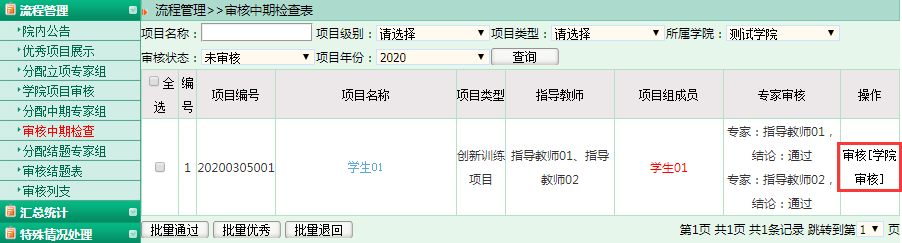 流程管理
院内公告
优秀项目展示
分配立项专家组
学院项目审核
分配中期专家组
审核中期检查
分配结题专家组
审核结题表
审核列支
汇总统计
特殊情况处理
流程管理>>审核中期检查表
项目名称： 项目级别：请选择 项目类型：请选择 所属学院：测试学院
审核状态：未审核 项目年份：2020 查询
全选 编号 项目编号 项目名称 项目类型 指导教师 项目组成员 专家审核 操作
1 20200305001 学生01 创新训练项目 指导教师01、指导教师02 学生01 专家：指导教师01，
结论：通过
专家：指导教师02，
结论：通过
审核[学院
审核]
批量通过 批量优秀 批量退回 第1页 共1页 共1条记录 跳转到第 1 页